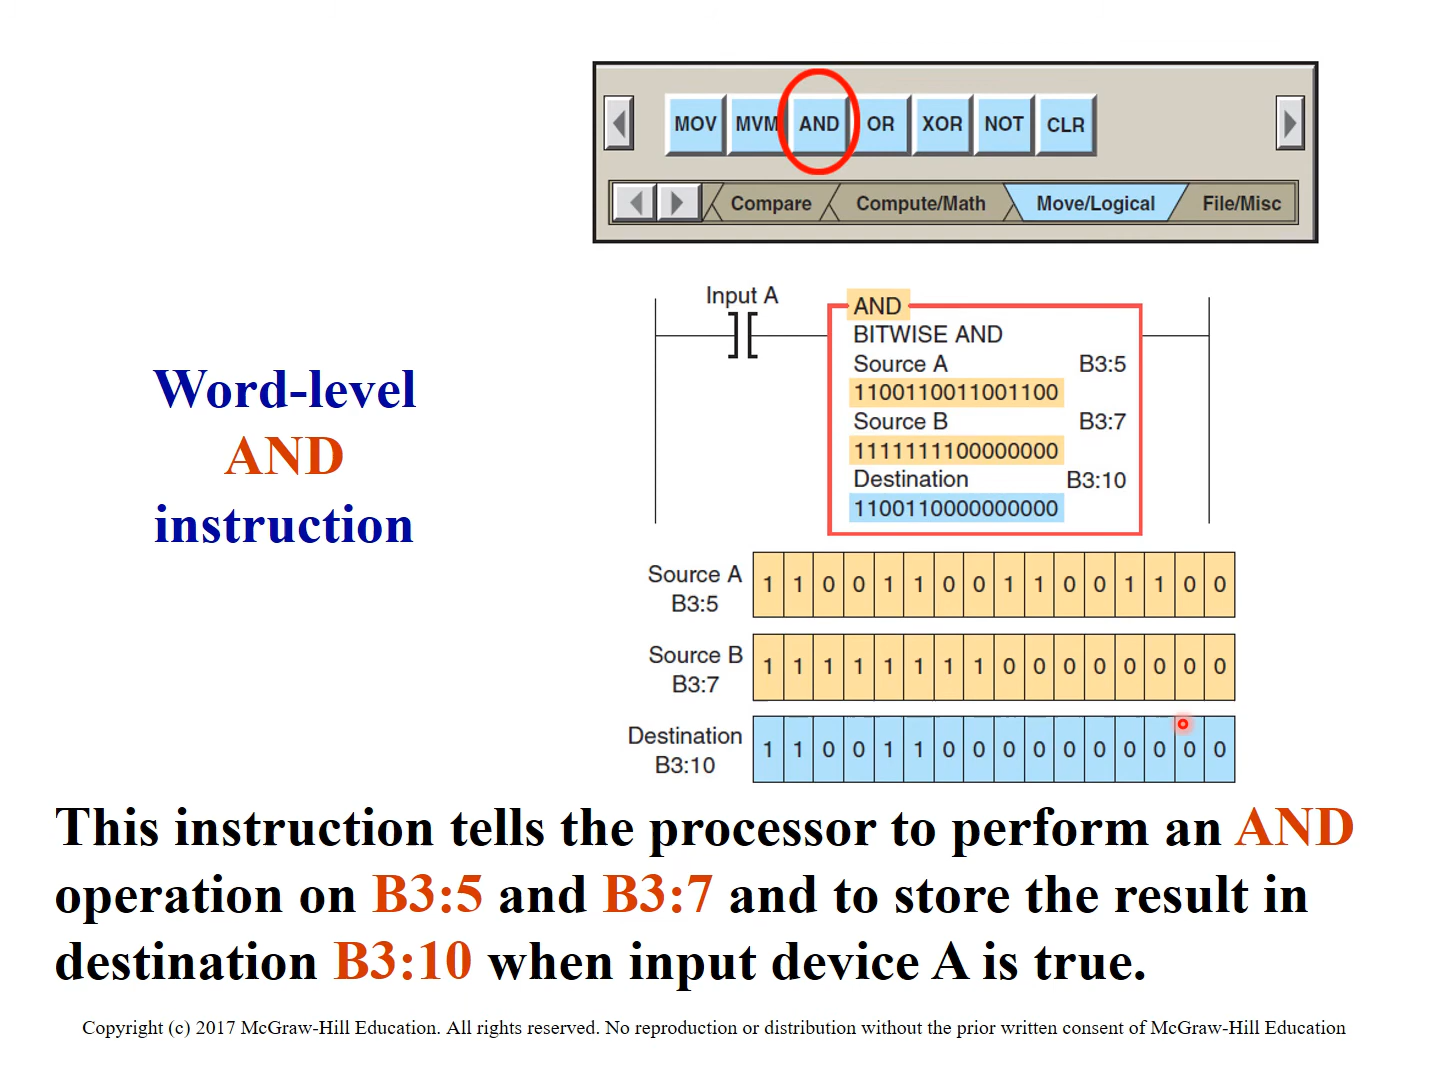 MOV MVM AND OR XOR NOT CLR
Compare Compute/Math Move/Logical File/Misc
Input A
AND
BITWISE AND
Source A B3:5
1100110011001100
Source B B3:7
1111111100000000
Destination B3:10
1100110000000000
Word-level
AND
instruction
Source A
B3:5
1 1 0 0 1 1 0 0 1 1 0 0 1 1 0 0
Source B
B3:7
1 1 1 1 1 1 1 1 0 0 0 0 0 0 0 0
Destination
B3:10
1 1 0 0 1 1 0 0 0 0 0 0 0 0 0 0
This instruction tells the processor to perform an AND
operation on B3:5 and B3:7 and to store the result in
destination B3:10 when input device A is true.
Copyright (c) 2017 McGraw-Hill Education. All rights reserved. No reproduction or distribution without the prior written consent of McGraw-Hill Education